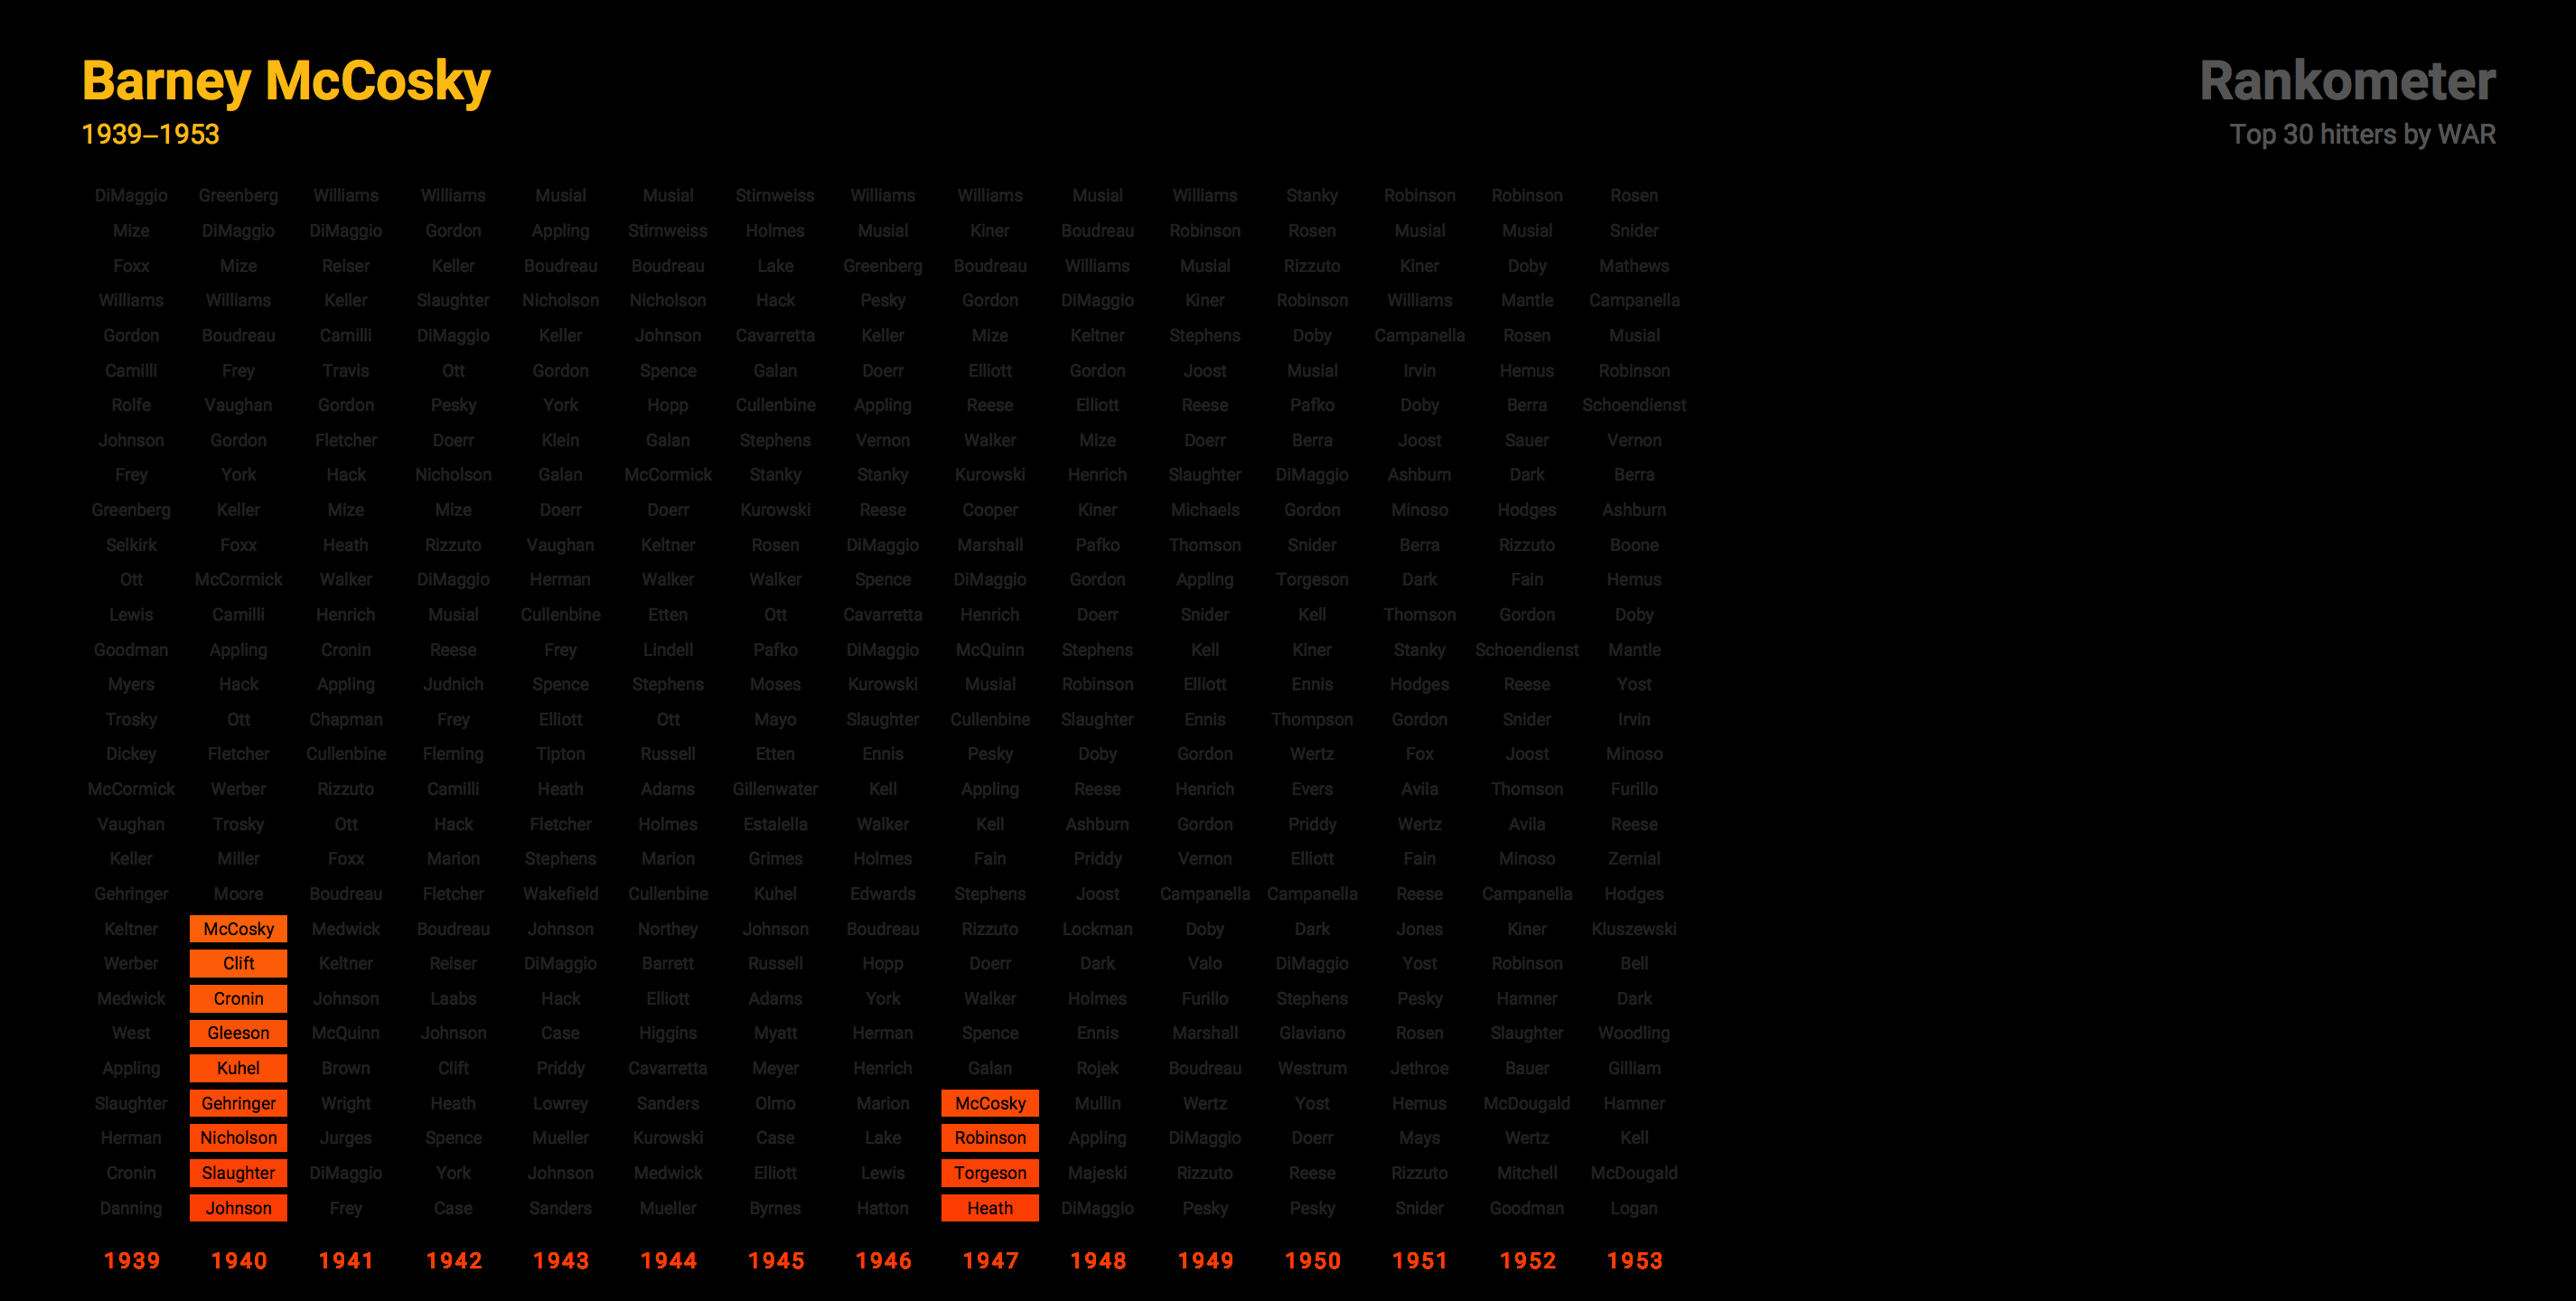 Barney McCosky
Rankometer
1939–1953
Top 30 hitters by WAR
DiMaggio Greenberg Williams Williams Musial Musial Stirnweiss Williams Williams Musial Williams Stanky Robinson Robinson Rosen
Mize DiMaggio DiMaggio Gordon Appling Stirnweiss Holmes Musial Kiner Boudreau Robinson Rosen Musial Musial Snider
Foxx Mize Reiser Keller Boudreau Boudreau Lake Greenberg Boudreau Williams Musial Rizzuto Kiner Doby Mathews
Williams Williams Keller Slaughter Nicholson Nicholson Hack Pesky Gordon DiMaggio Kiner Robinson Williams Mantle Campanella
Gordon Boudreau Camilli DiMaggio Keller Johnson Cavarretta Keller Mize Keltner Stephens Doby Campanella Rosen Musial
Camilli Frey Travis Ott Gordon Spence Galan Doerr Elliott Gordon Joost Musial Irvin Hemus Robinson
Rolfe Vaughan Gordon Pesky York Hopp Cullenbine Appling Reese Elliott Reese Pafko Doby Berra Schoendienst
Johnson Gordon Fletcher Doerr Klein Galan Stephens Vernon Walker Mize Doerr Berra Joost Sauer Vernon
Frey York Hack Nicholson Galan McCormick Stanky Stanky Kurowski Henrich Slaughter DiMaggio Ashburn Dark Berra
Greenberg Keller Mize Mize Doerr Doerr Kurowski Reese Cooper Kiner Michaels Gordon Minoso Hodges Ashburn
Selkirk Foxx Heath Rizzuto Vaughan Keltner Rosen DiMaggio Marshall Pafko Thomson Snider Berra Rizzuto Boone
Ott McCormick Walker DiMaggio Herman Walker Walker Spence DiMaggio Gordon Appling Torgeson Dark Fain Hemus
Lewis Camilli Henrich Musial Cullenbine Etten Ott Cavarretta Henrich Doerr Snider Kell Thomson Gordon Doby
Goodman Appling Cronin Reese Frey Lindell Pafko DiMaggio McQuinn Stephens Kell Kiner Stanky Schoendienst Mantle
Myers Hack Appling Judnich Spence Stephens Moses Kurowski Musial Robinson Elliott Ennis Hodges Reese Yost
Trosky Ott Chapman Frey Elliott Ott Mayo Slaughter Cullenbine Slaughter Ennis Thompson Gordon Snider Irvin
Dickey Fletcher Cullenbine Fleming Tipton Russell Etten Ennis Pesky Doby Gordon Wertz Fox Joost Minoso
McCormick Werber Rizzuto Camilli Heath Adams Gillenwater Kell Appling Reese Henrich Evers Avila Thomson Furillo
Vaughan Trosky Ott Hack Fletcher Holmes Estalella Walker Kell Ashburn Gordon Priddy Wertz Avila Reese
Keller Miller Foxx Marion Stephens Marion Grimes Holmes Fain Priddy Vernon Elliott Fain Minoso Zernial
Gehringer Moore Boudreau Fletcher Wakefield Cullenbine Kuhel Edwards Stephens Joost Campanella Campanella Reese Campanella Hodges
Keltner McCosky Medwick Boudreau Johnson Northey Johnson Boudreau Rizzuto Lockman Doby Dark Jones Kiner Kluszewski
Werber Clift Keltner Reiser DiMaggio Barrett Russell Hopp Doerr Dark Valo DiMaggio Yost Robinson Bell
Medwick Cronin Johnson Laabs Hack Elliott Adams York Walker Holmes Furillo Stephens Pesky Hamner Dark
West Gleeson McQuinn Johnson Case Higgins Myatt Herman Spence Ennis Marshall Glaviano Rosen Slaughter Woodling
Appling Kuhel Brown Clift Priddy Cavarretta Meyer Henrich Galan Rojek Boudreau Westrum Jethroe Bauer Gilliam
Slaughter Gehringer Wright Heath Lowrey Sanders Olmo Marion McCosky Mullin Wertz Yost Hemus McDougald Hamner
Herman Nicholson Jurges Spence Mueller Kurowski Case Lake Robinson Appling DiMaggio Doerr Mays Wertz Kell
Cronin Slaughter DiMaggio York Johnson Medwick Elliott Lewis Torgeson Majeski Rizzuto Reese Rizzuto Mitchell McDougald
Danning Johnson Frey Case Sanders Mueller Byrnes Hatton Heath DiMaggio Pesky Pesky Snider Goodman Logan
1939 1940 1941 1942 1943 1944 1945 1946 1947 1948 1949 1950 1951 1952 1953